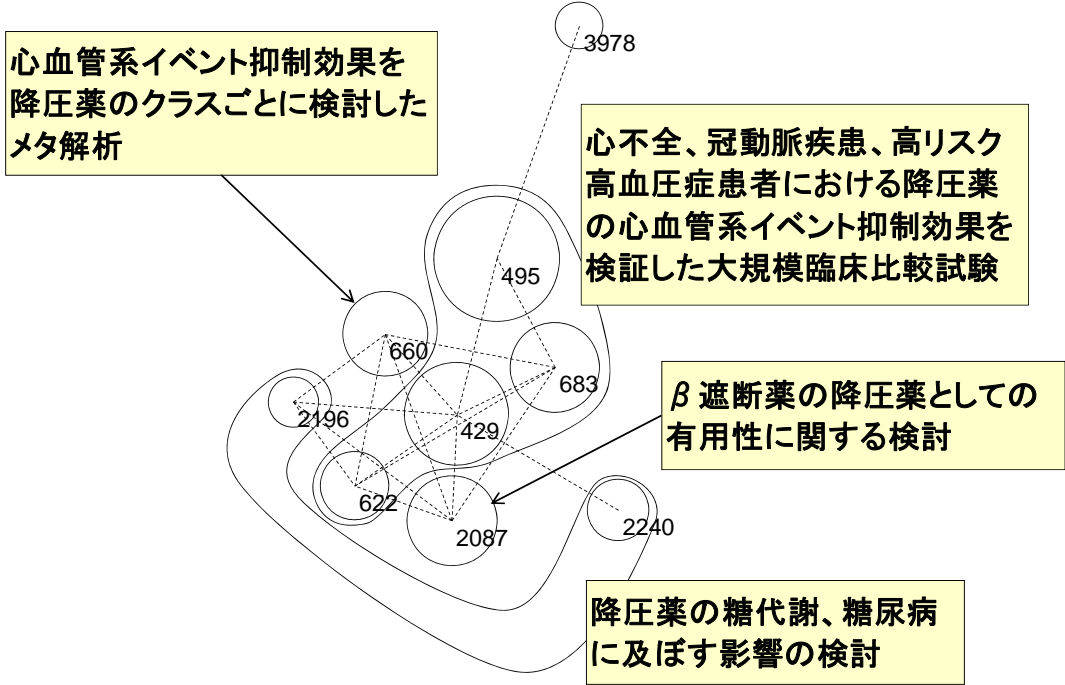 3978
心血管系イベント抑制効果を
降圧薬のクラスごとに検討した
メタ解析
心不全、冠動脈疾患、高リスク
高血圧症患者における降圧薬
の心血管系イベント抑制効果を
検証した大規模臨床比較試験
495
660
683
2196
429
β遮断薬の降圧薬としての
有用性に関する検討
622
2087
2240
降圧薬の糖代謝、糖尿病
に及ぼす影響の検討